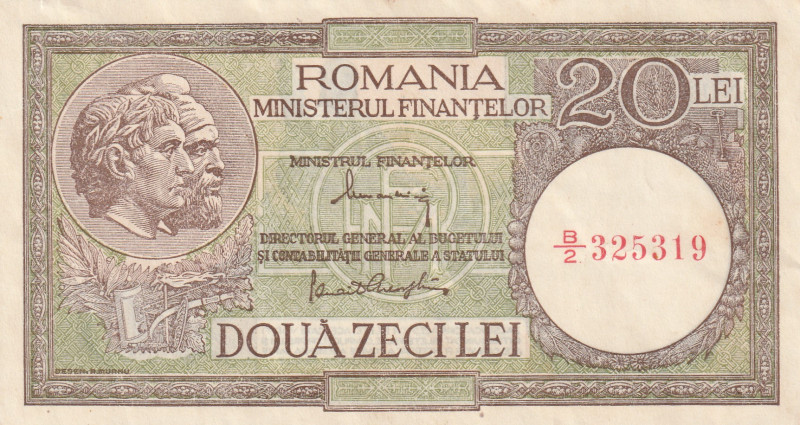 ROMANIA
MINISTERUL FINANȚELOR
20 LEI
MINISTRUL FINANȚELOR
DIRECTORUL GENERAL AL BUGETULUI
ȘI CONTABILITĂȚII GENERALE A STATULUI
B/2 325319
DOUĂ ZECI LEI
DESEN. R. MURNU